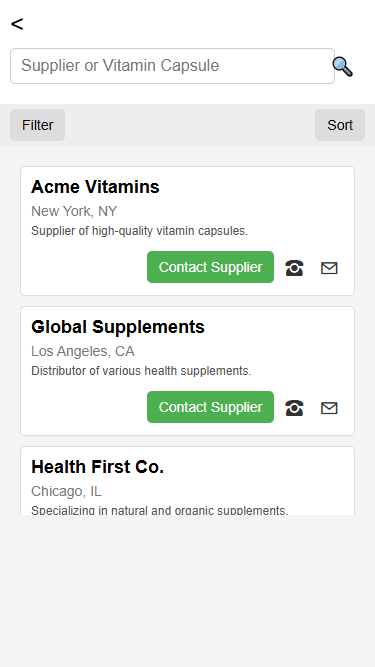 <
Supplier or Vitamin Capsule
Filter
Sort
Acme Vitamins
New York, NY
Supplier of high-quality vitamin capsules.
Contact Supplier
Global Supplements
Los Angeles, CA
Distributor of various health supplements.
Contact Supplier
Health First Co.
Chicago, IL
Specializing in natural and organic supplements.